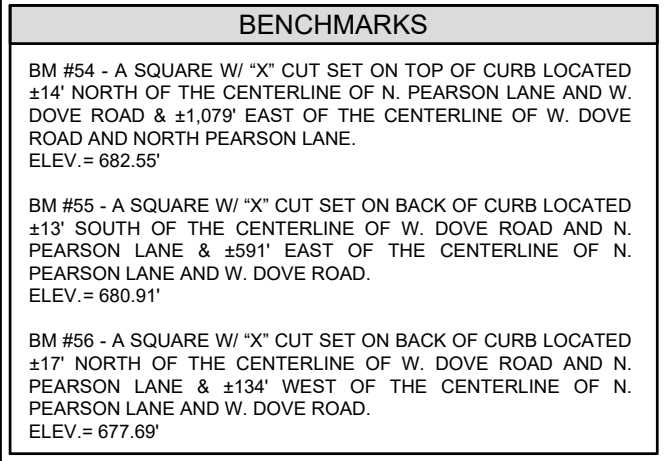 BENCHMARKS
BM #54 - A SQUARE W/ “X” CUT SET ON TOP OF CURB LOCATED
±14' NORTH OF THE CENTERLINE OF N. PEARSON LANE AND W.
DOVE ROAD & ±1,079' EAST OF THE CENTERLINE OF W. DOVE
ROAD AND NORTH PEARSON LANE.
ELEV.= 682.55'
BM #55 - A SQUARE W/ “X” CUT SET ON BACK OF CURB LOCATED
±13' SOUTH OF THE CENTERLINE OF W. DOVE ROAD AND N.
PEARSON LANE & ±591' EAST OF THE CENTERLINE OF N.
PEARSON LANE AND W. DOVE ROAD.
ELEV.= 680.91'
BM #56 - A SQUARE W/ “X” CUT SET ON BACK OF CURB LOCATED
±17' NORTH OF THE CENTERLINE OF W. DOVE ROAD AND N.
PEARSON LANE & ±134' WEST OF THE CENTERLINE OF N.
PEARSON LANE AND W. DOVE ROAD.
ELEV.= 677.69'